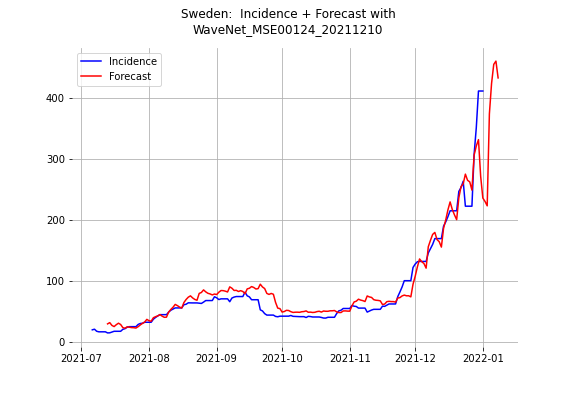 Sweden:  Incidence + Forecast with
WaveNet_MSE00124_20211210
Incidence
Forecast
400
300
200
100
0
2021-07 2021-08 2021-09 2021-10 2021-11 2021-12 2022-01